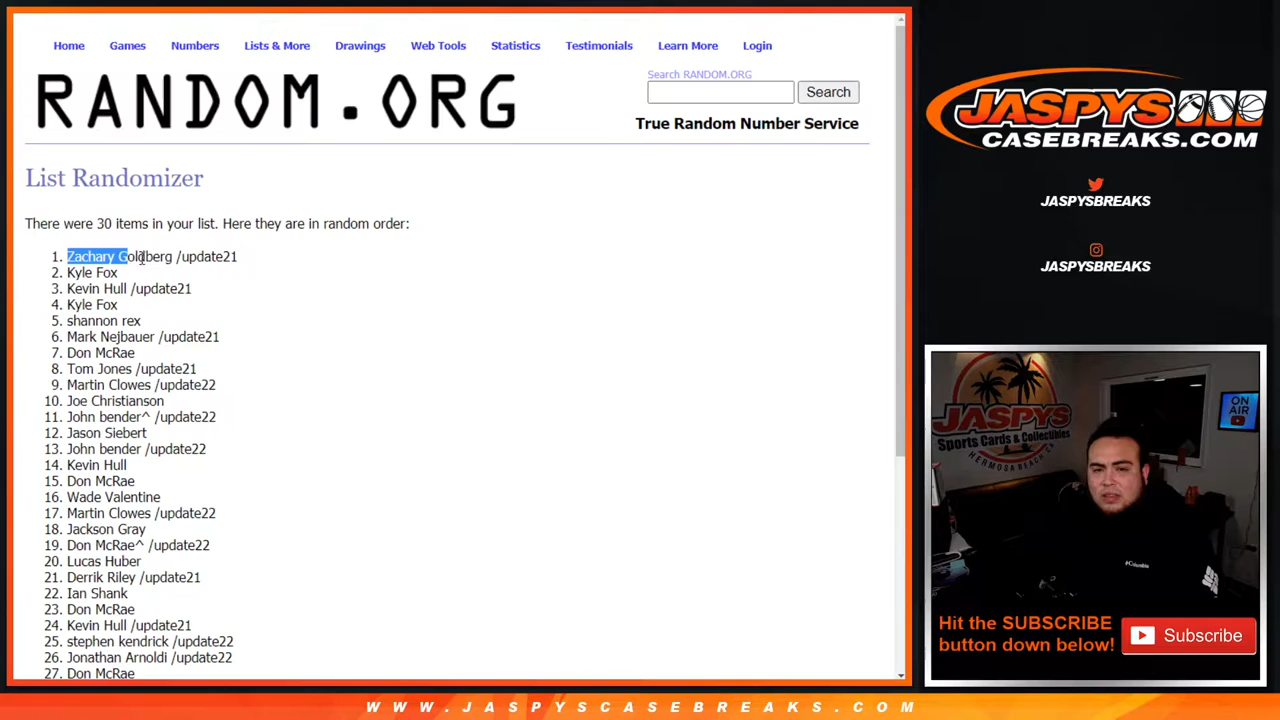 Home Games Numbers Lists & More Drawings Web Tools Statistics Testimonials Learn More Login
RANDOM.ORG
Search RANDOM.ORG
Search
True Random Number Service
List Randomizer
There were 30 items in your list. Here they are in random order:
1. Zachary Goldberg /update21
2. Kyle Fox
3. Kevin Hull /update21
4. Kyle Fox
5. shannon rex
6. Mark Nejbauer /update21
7. Don McRae
8. Tom Jones /update21
9. Martin Clowes /update22
10. Joe Christianson
11. John bender^ /update22
12. Jason Siebert
13. John bender /update22
14. Kevin Hull
15. Don McRae
16. Wade Valentine
17. Martin Clowes /update22
18. Jackson Gray
19. Don McRae^ /update22
20. Lucas Huber
21. Derrik Riley /update21
22. Ian Shank
23. Don McRae
24. Kevin Hull /update21
25. stephen kendrick /update22
26. Jonathan Arnoldi /update22
27. Don McRae
JASPYS
CASEBREAKS.COM
JASPYSBREAKS
JASPYSBREAKS
JASPYS
Sports Cards & Collectibles
HERMOSA BEACH CA
ON AIR
Columbia
Hit the SUBSCRIBE
button down below!
Subscribe
WWW.JASPYSCASEBREAKS.COM